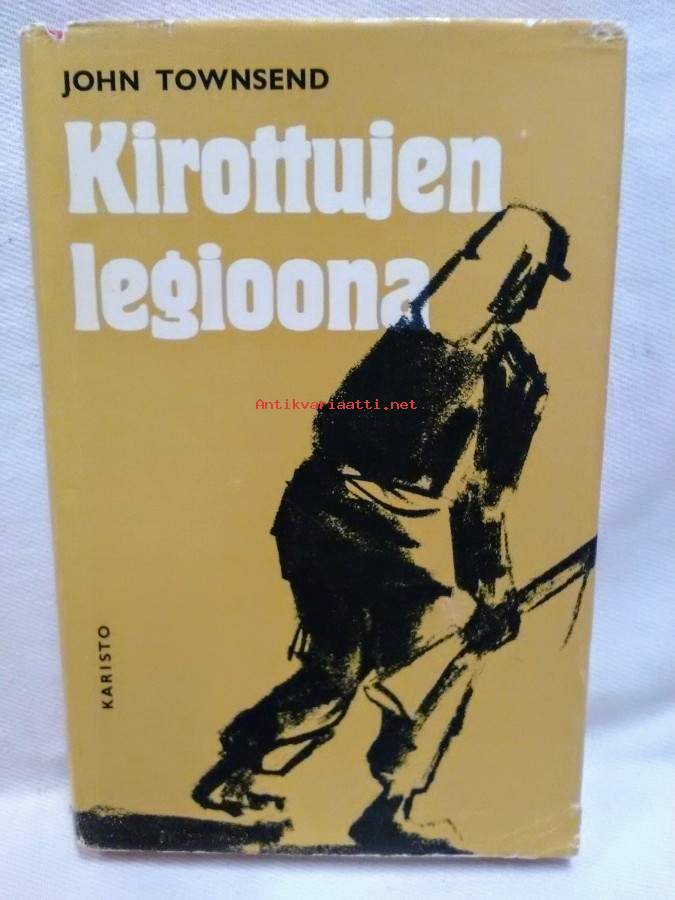 JOHN TOWNSEND
Kirottujen
legioona
Antikvariaatti.net
KARISTO